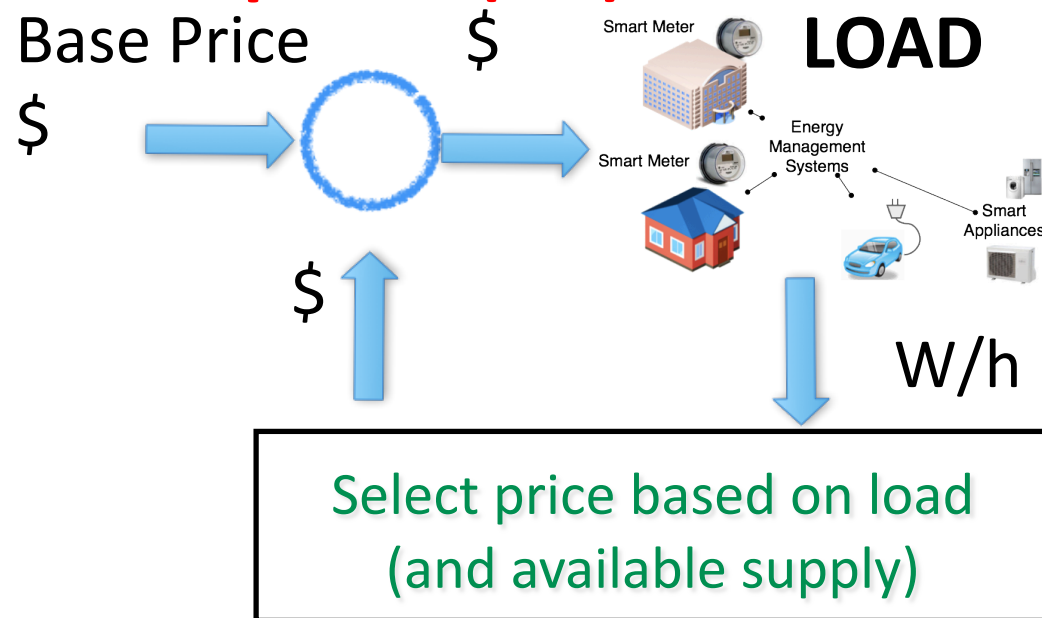 Base Price
$
$
Smart Meter
LOAD
Energy
Management
Systems
Smart Meter
Smart
Appliances
$
W/h
Select price based on load
(and available supply)